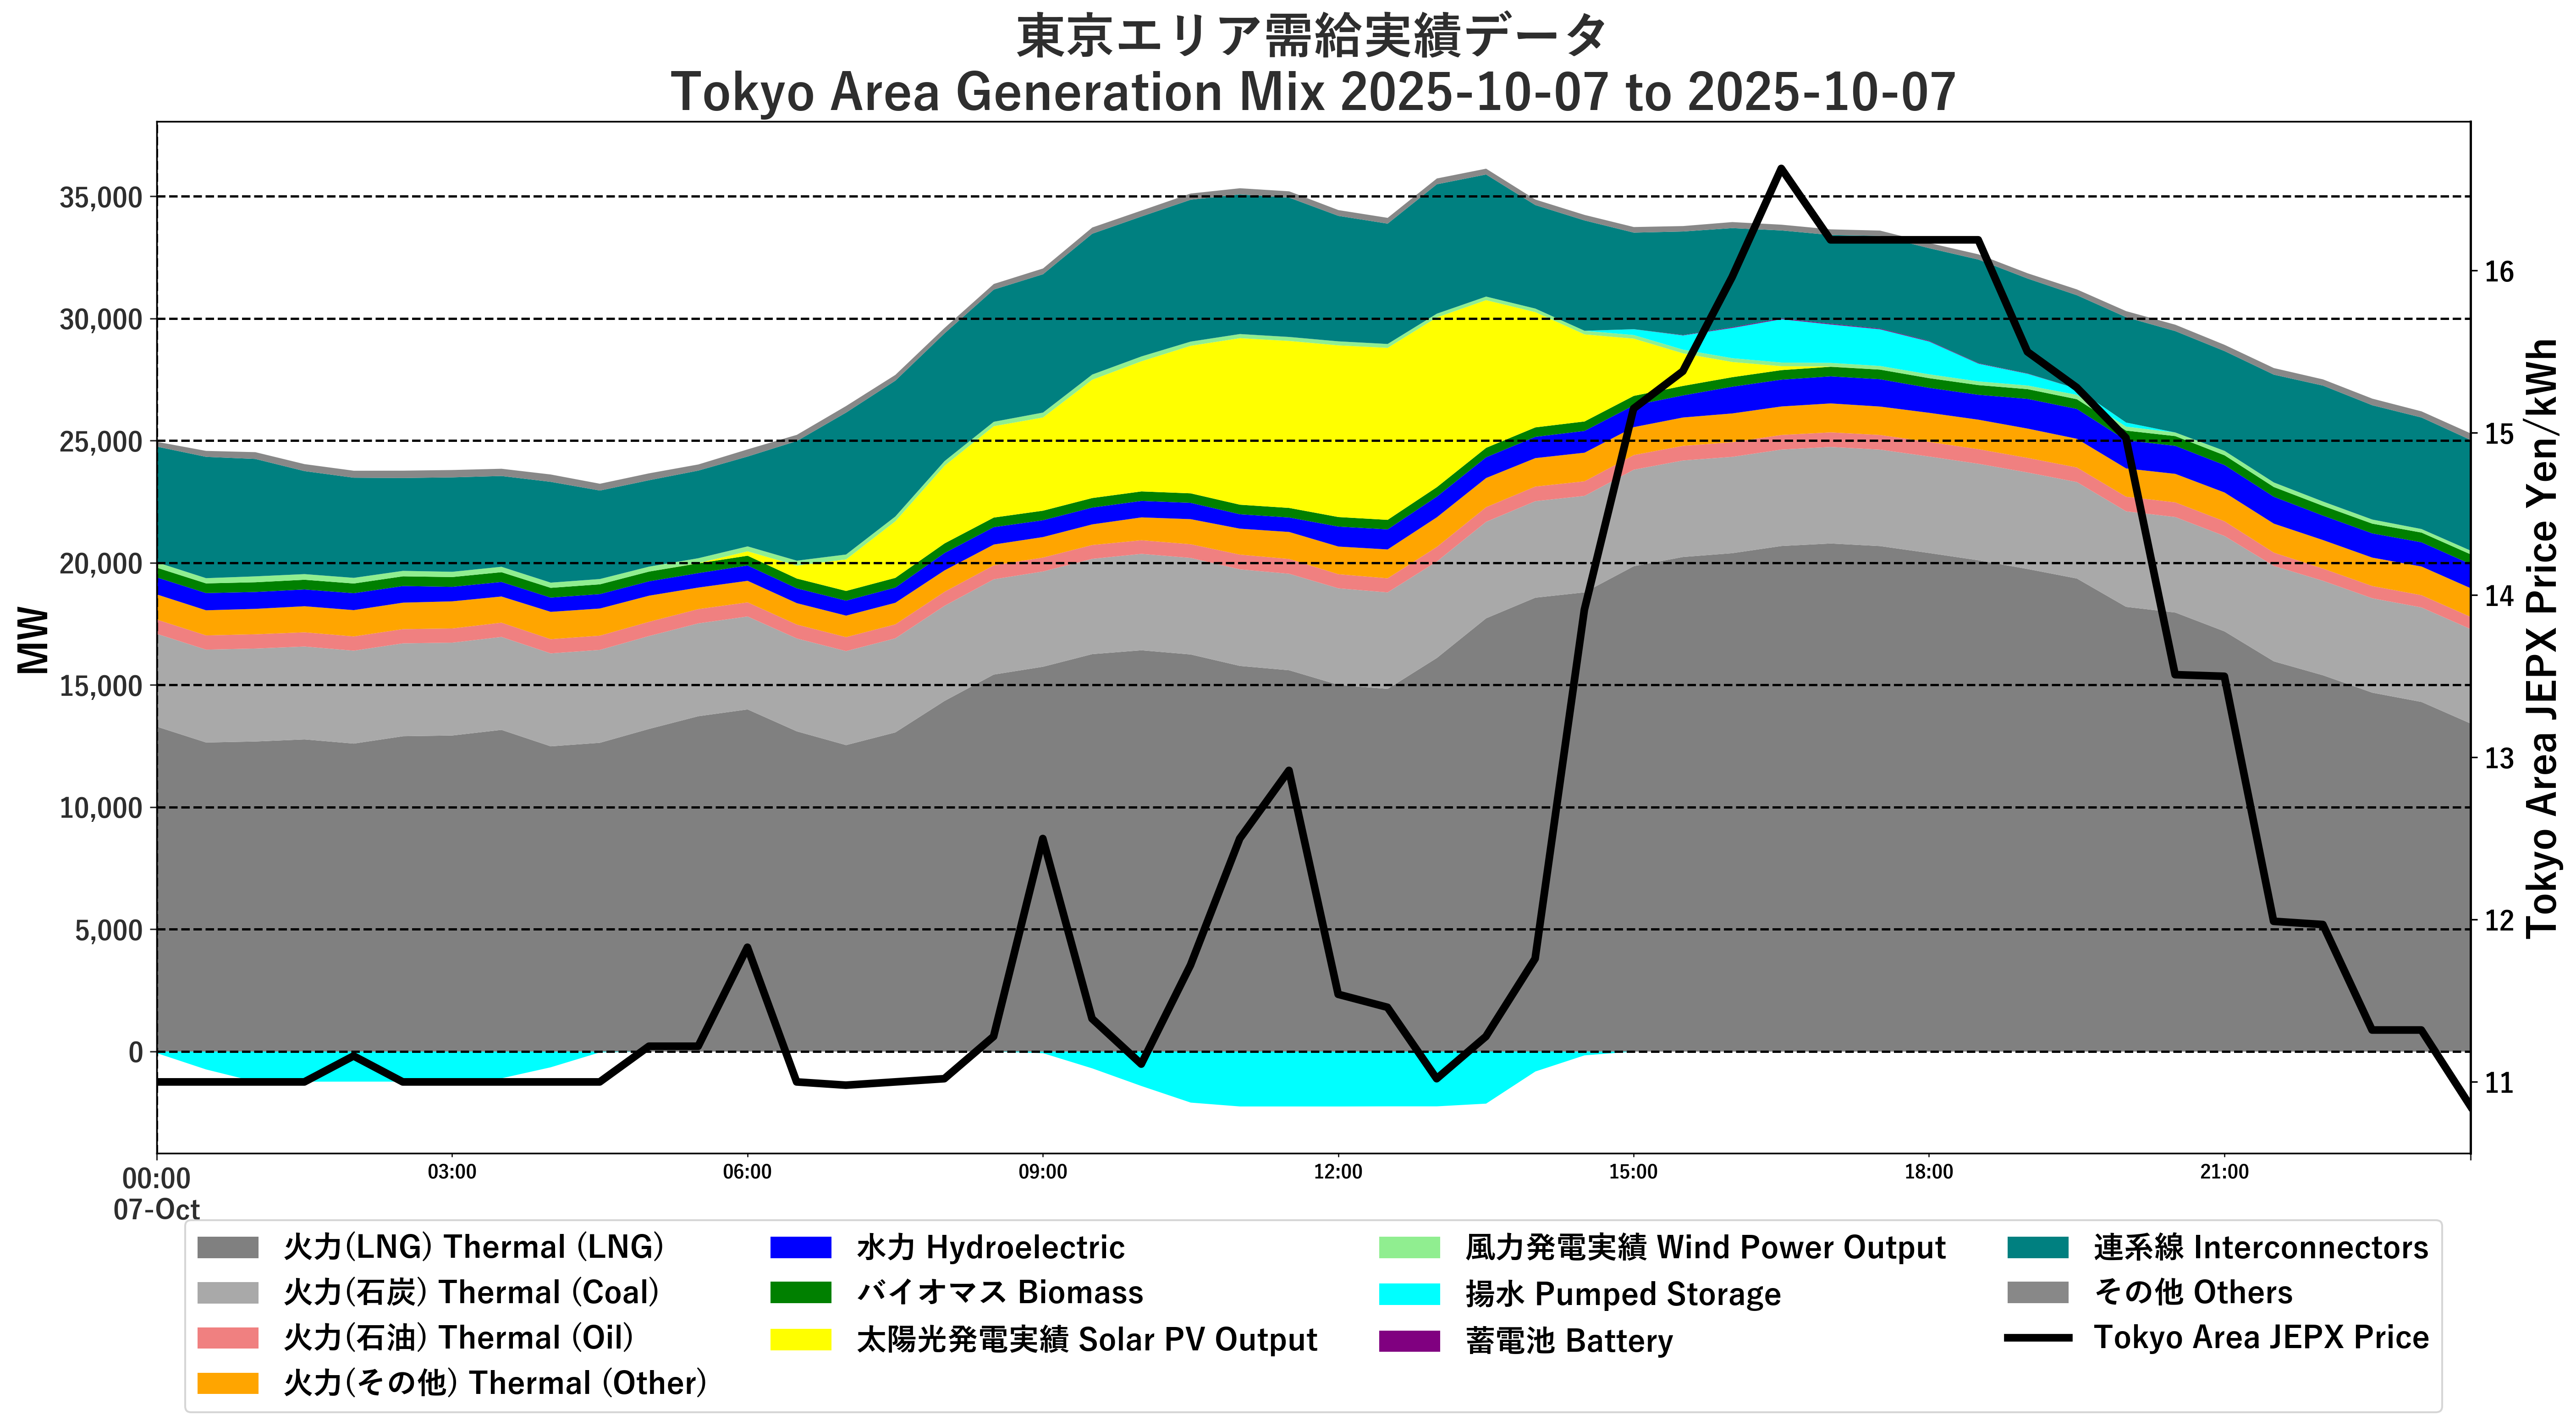 東京エリア需給実績データ
Tokyo Area Generation Mix 2025-10-07 to 2025-10-07
MW
35,000
30,000
25,000
20,000
15,000
10,000
5,000
0
Tokyo Area JEPX Price Yen/kWh
16
15
14
13
12
11
00:00
07-Oct
03:00
06:00
09:00
12:00
15:00
18:00
21:00
火力(LNG) Thermal (LNG)
火力(石炭) Thermal (Coal)
火力(石油) Thermal (Oil)
火力(その他) Thermal (Other)
水力 Hydroelectric
バイオマス Biomass
太陽光発電実績 Solar PV Output
風力発電実績 Wind Power Output
揚水 Pumped Storage
蓄電池 Battery
連系線 Interconnectors
その他 Others
Tokyo Area JEPX Price